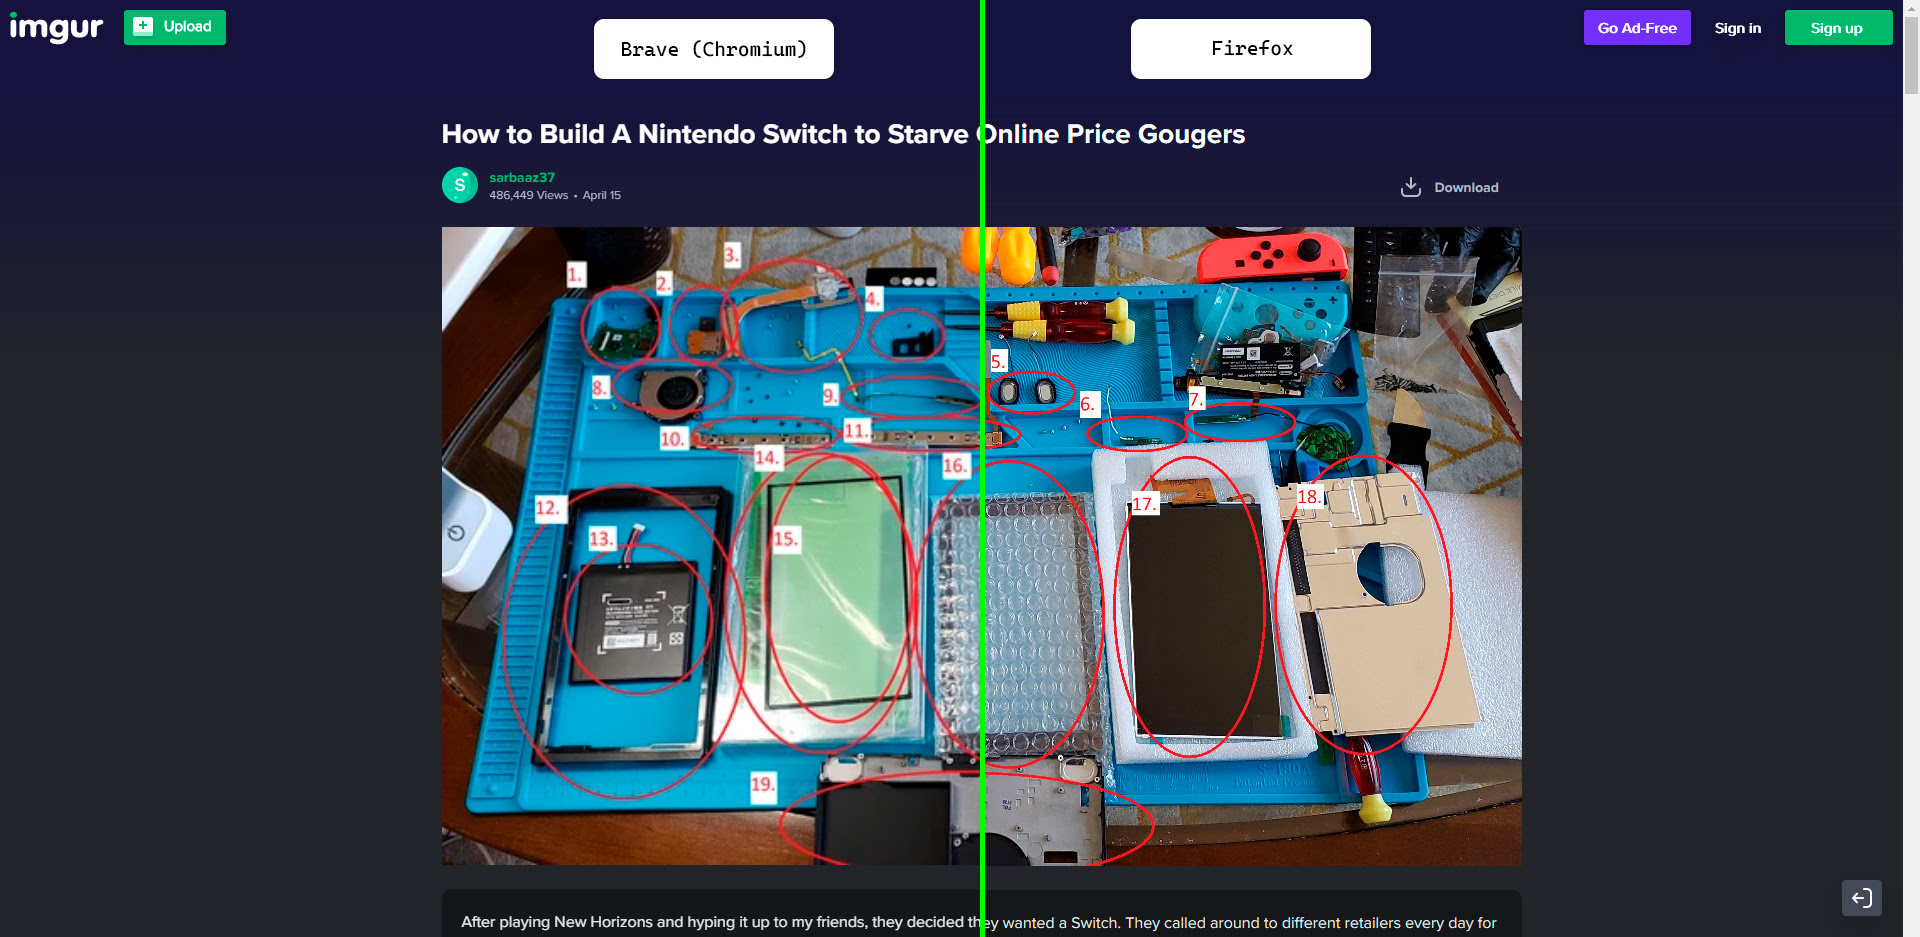 imgur
Upload
Brave (Chromium)
Firefox
Go Ad-Free
Sign in
Sign up
How to Build A Nintendo Switch to Starve Online Price Gougers
S
sarbaaz37
486,449 Views • April 15
Download
1.
2.
3.
4.
5.
6.
7.
8.
9.
10.
11.
12.
13.
14.
15.
16.
17.
18.
19.
After playing New Horizons and hyping it up to my friends, they decided they wanted a Switch. They called around to different retailers every day for